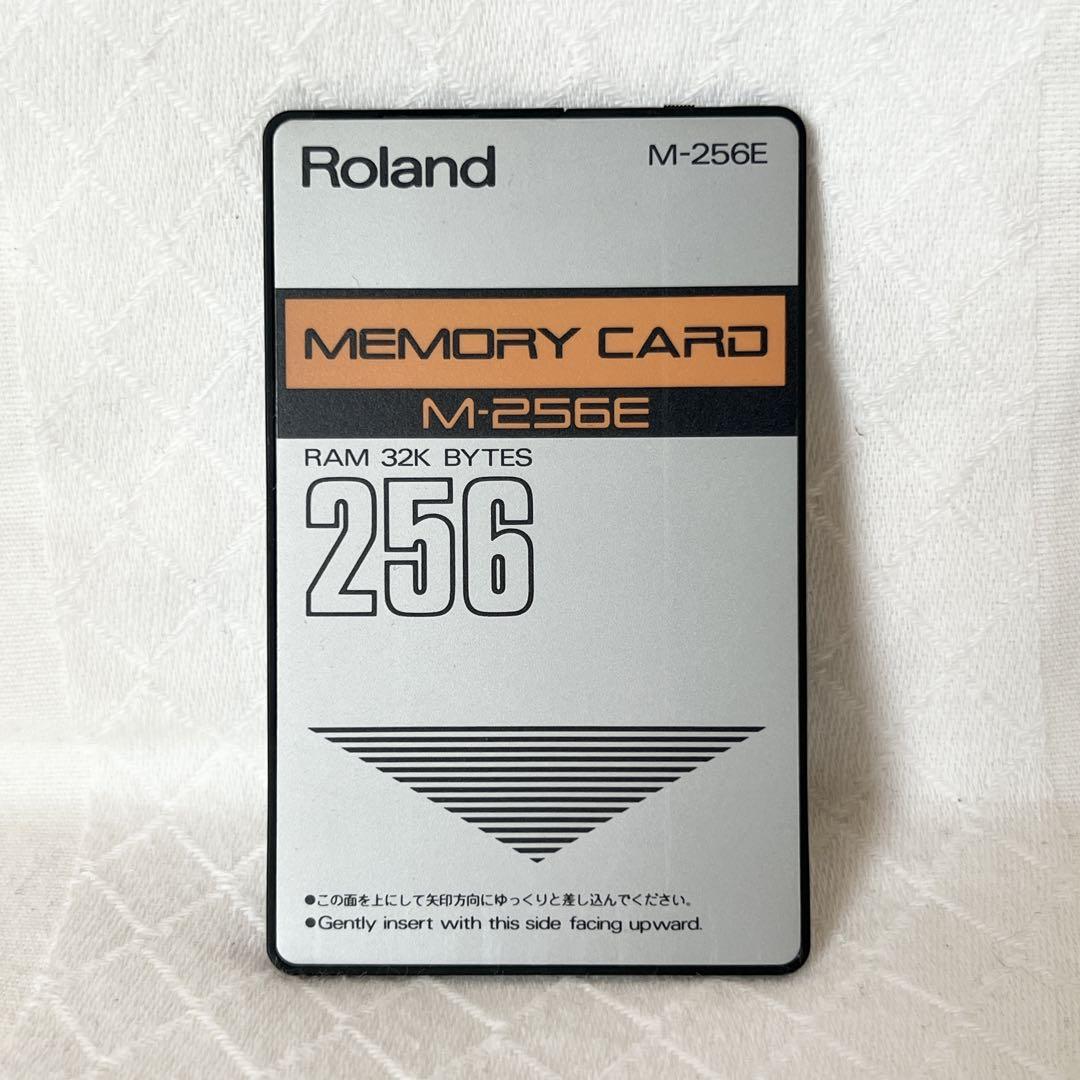 Roland M-256E
MEMORY CARD
M-256E
RAM 32K BYTES
256
●この面を上にして矢印方向にゆっくりと差し込んでください。
●Gently insert with this side facing upward.